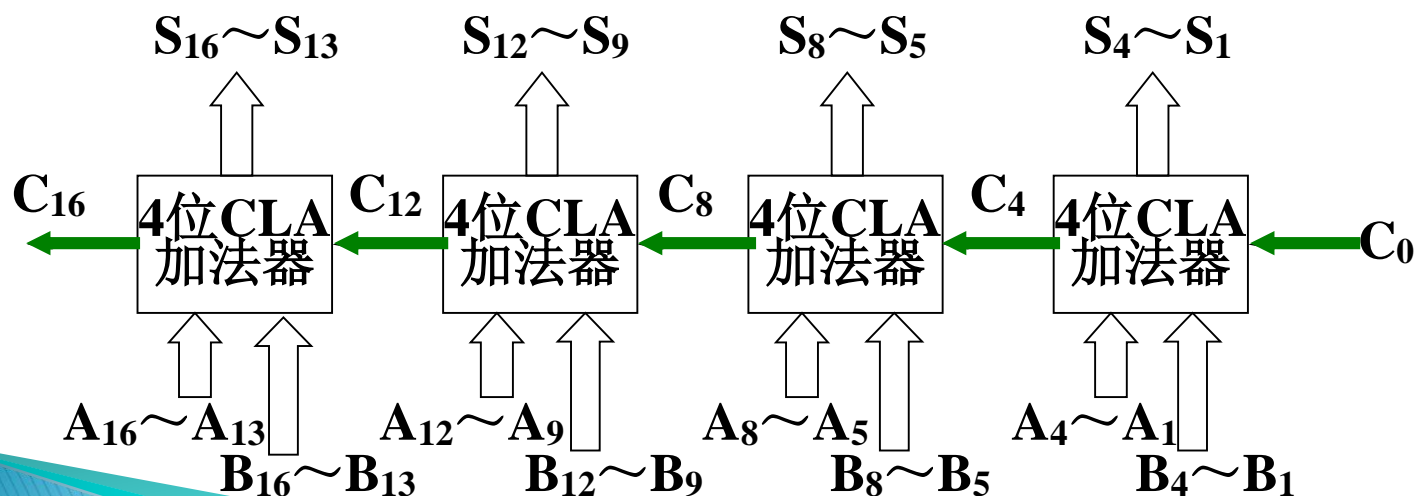 S₁₆～S₁₃ S₁₂～S₉ S₈～S₅ S₄～S₁
C₁₆ 4位CLA加法器 C₁₂ 4位CLA加法器 C₈ 4位CLA加法器 C₄ 4位CLA加法器 C₀
A₁₆～A₁₃ A₁₂～A₉ A₈～A₅ A₄～A₁
B₁₆～B₁₃ B₁₂～B₉ B₈～B₅ B₄～B₁